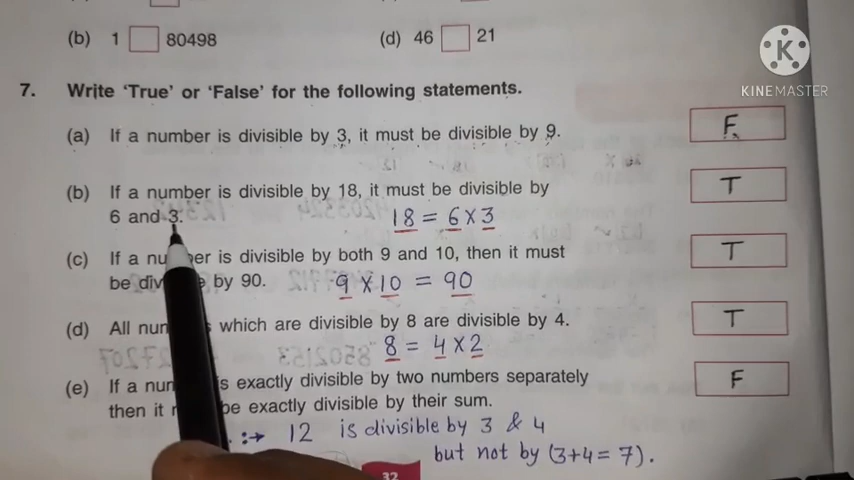 (b) 1 80498 (d) 46 21
K
KINEMASTER
7. Write 'True' or 'False' for the following statements.
(a) If a number is divisible by 3, it must be divisible by 9. F
(b) If a number is divisible by 18, it must be divisible by T
6 and 3. 18 = 6 × 3
(c) If a nu er is divisible by both 9 and 10, then it must T
be div e by 90. 9 × 10 = 90
(d) All num s which are divisible by 8 are divisible by 4. T
8 = 4 × 2
(e) If a nun is exactly divisible by two numbers separately F
then it be exactly divisible by their sum.
:→ 12 is divisible by 3 & 4
but not by (3+4 = 7).
32